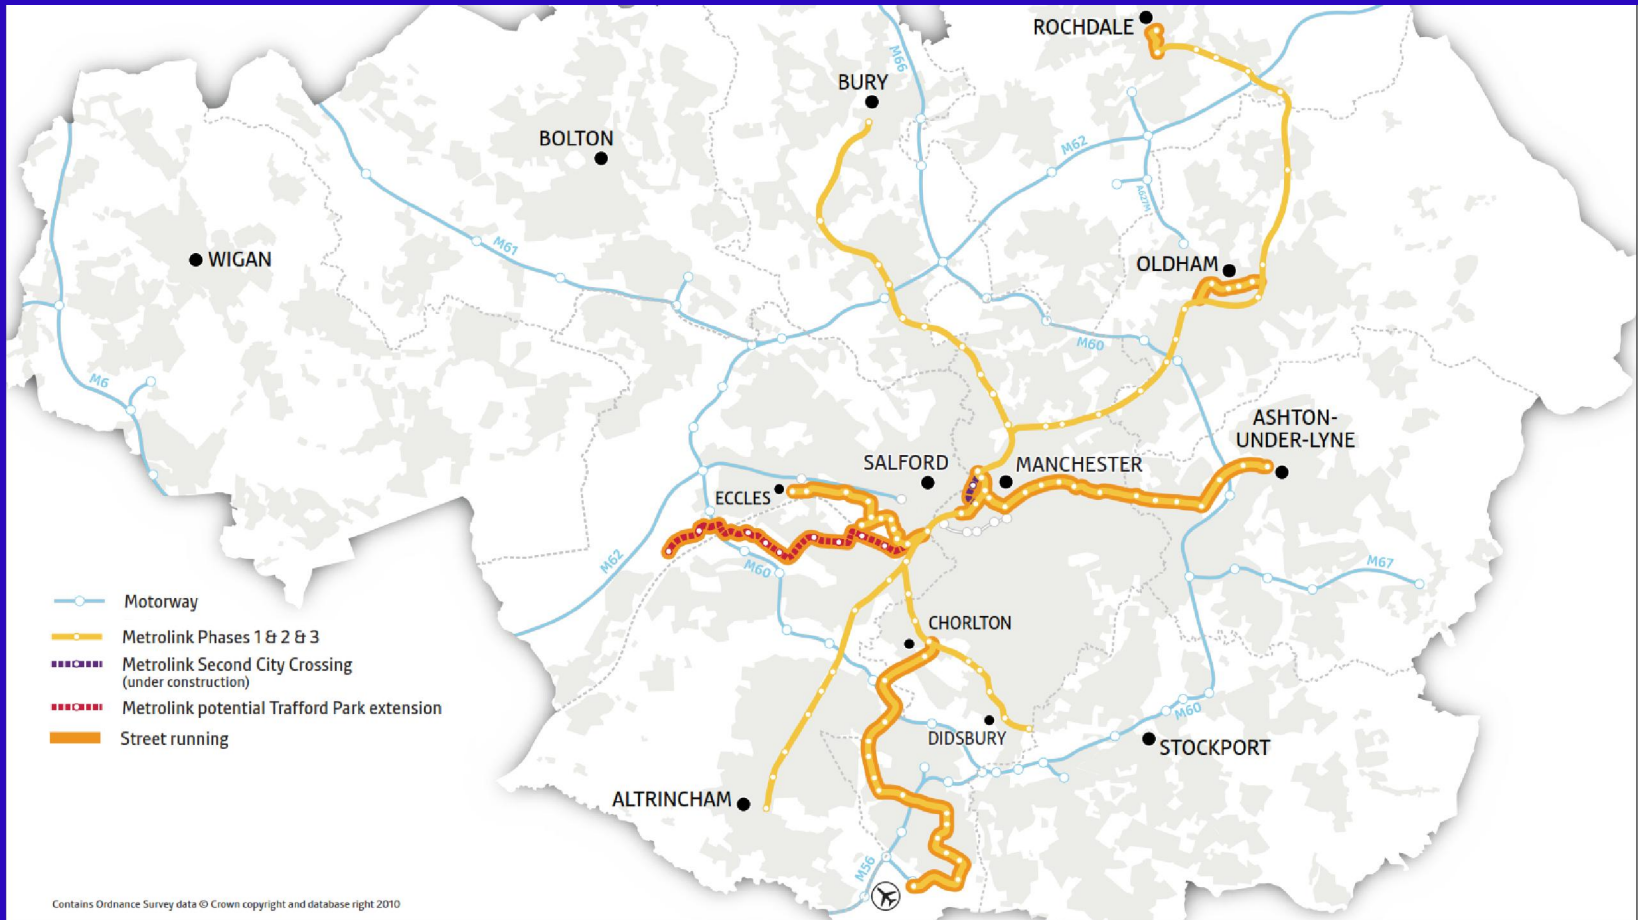 ROCHDALE
M66
BURY
BOLTON
M62
A627M
M61
WIGAN
OLDHAM
M60
M6
ASHTON-
UNDER-LYNE
SALFORD
MANCHESTER
ECCLES
M62
M60
M67
Motorway
Metrolink Phases 1 & 2 & 3
Metrolink Second City Crossing
(under construction)
Metrolink potential Trafford Park extension
Street running
CHORLTON
M60
DIDSBURY
STOCKPORT
ALTRINCHAM
M56
Contains Ordnance Survey data © Crown copyright and database right 2010